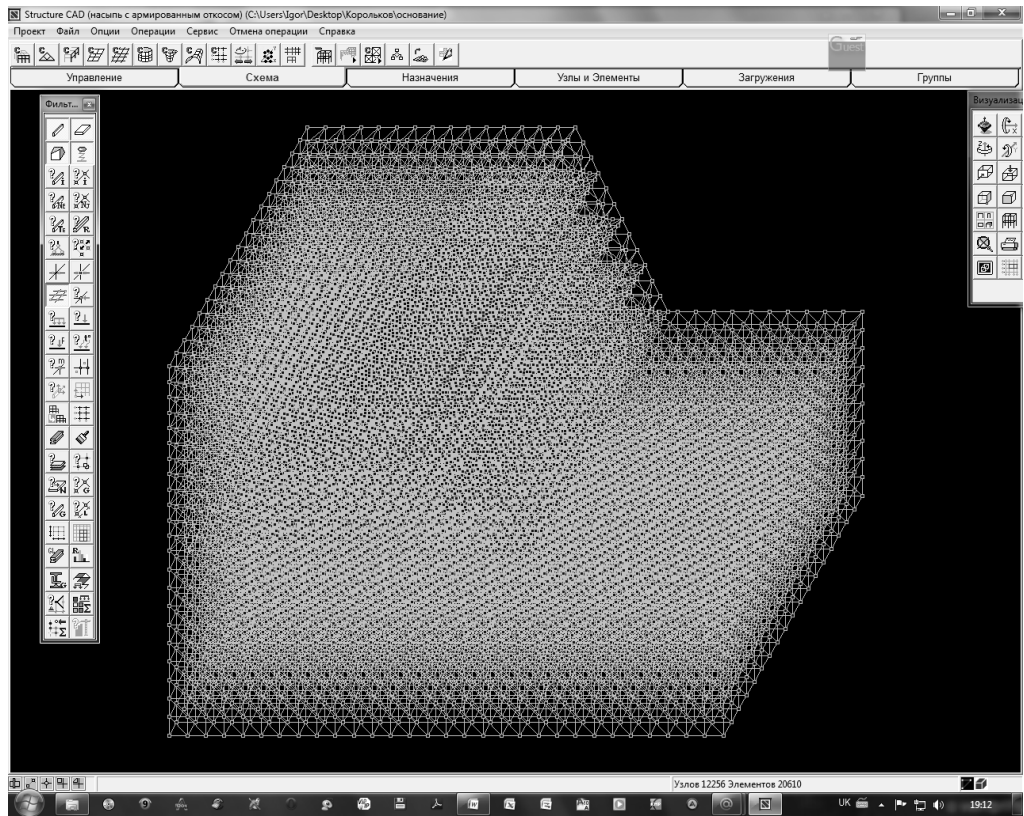 Structure CAD (насыпь с армированным откосом) (C:\Users\Igor\Desktop\Корольков\основание)
Проект Файл Опции Операции Сервис Отмена операции Справка
Guest
Управление Схема Назначения Узлы и Элементы Загружения Группы
Фильт...
Визуализац
Узлов 12256 Элементов 20610
UK 19:12